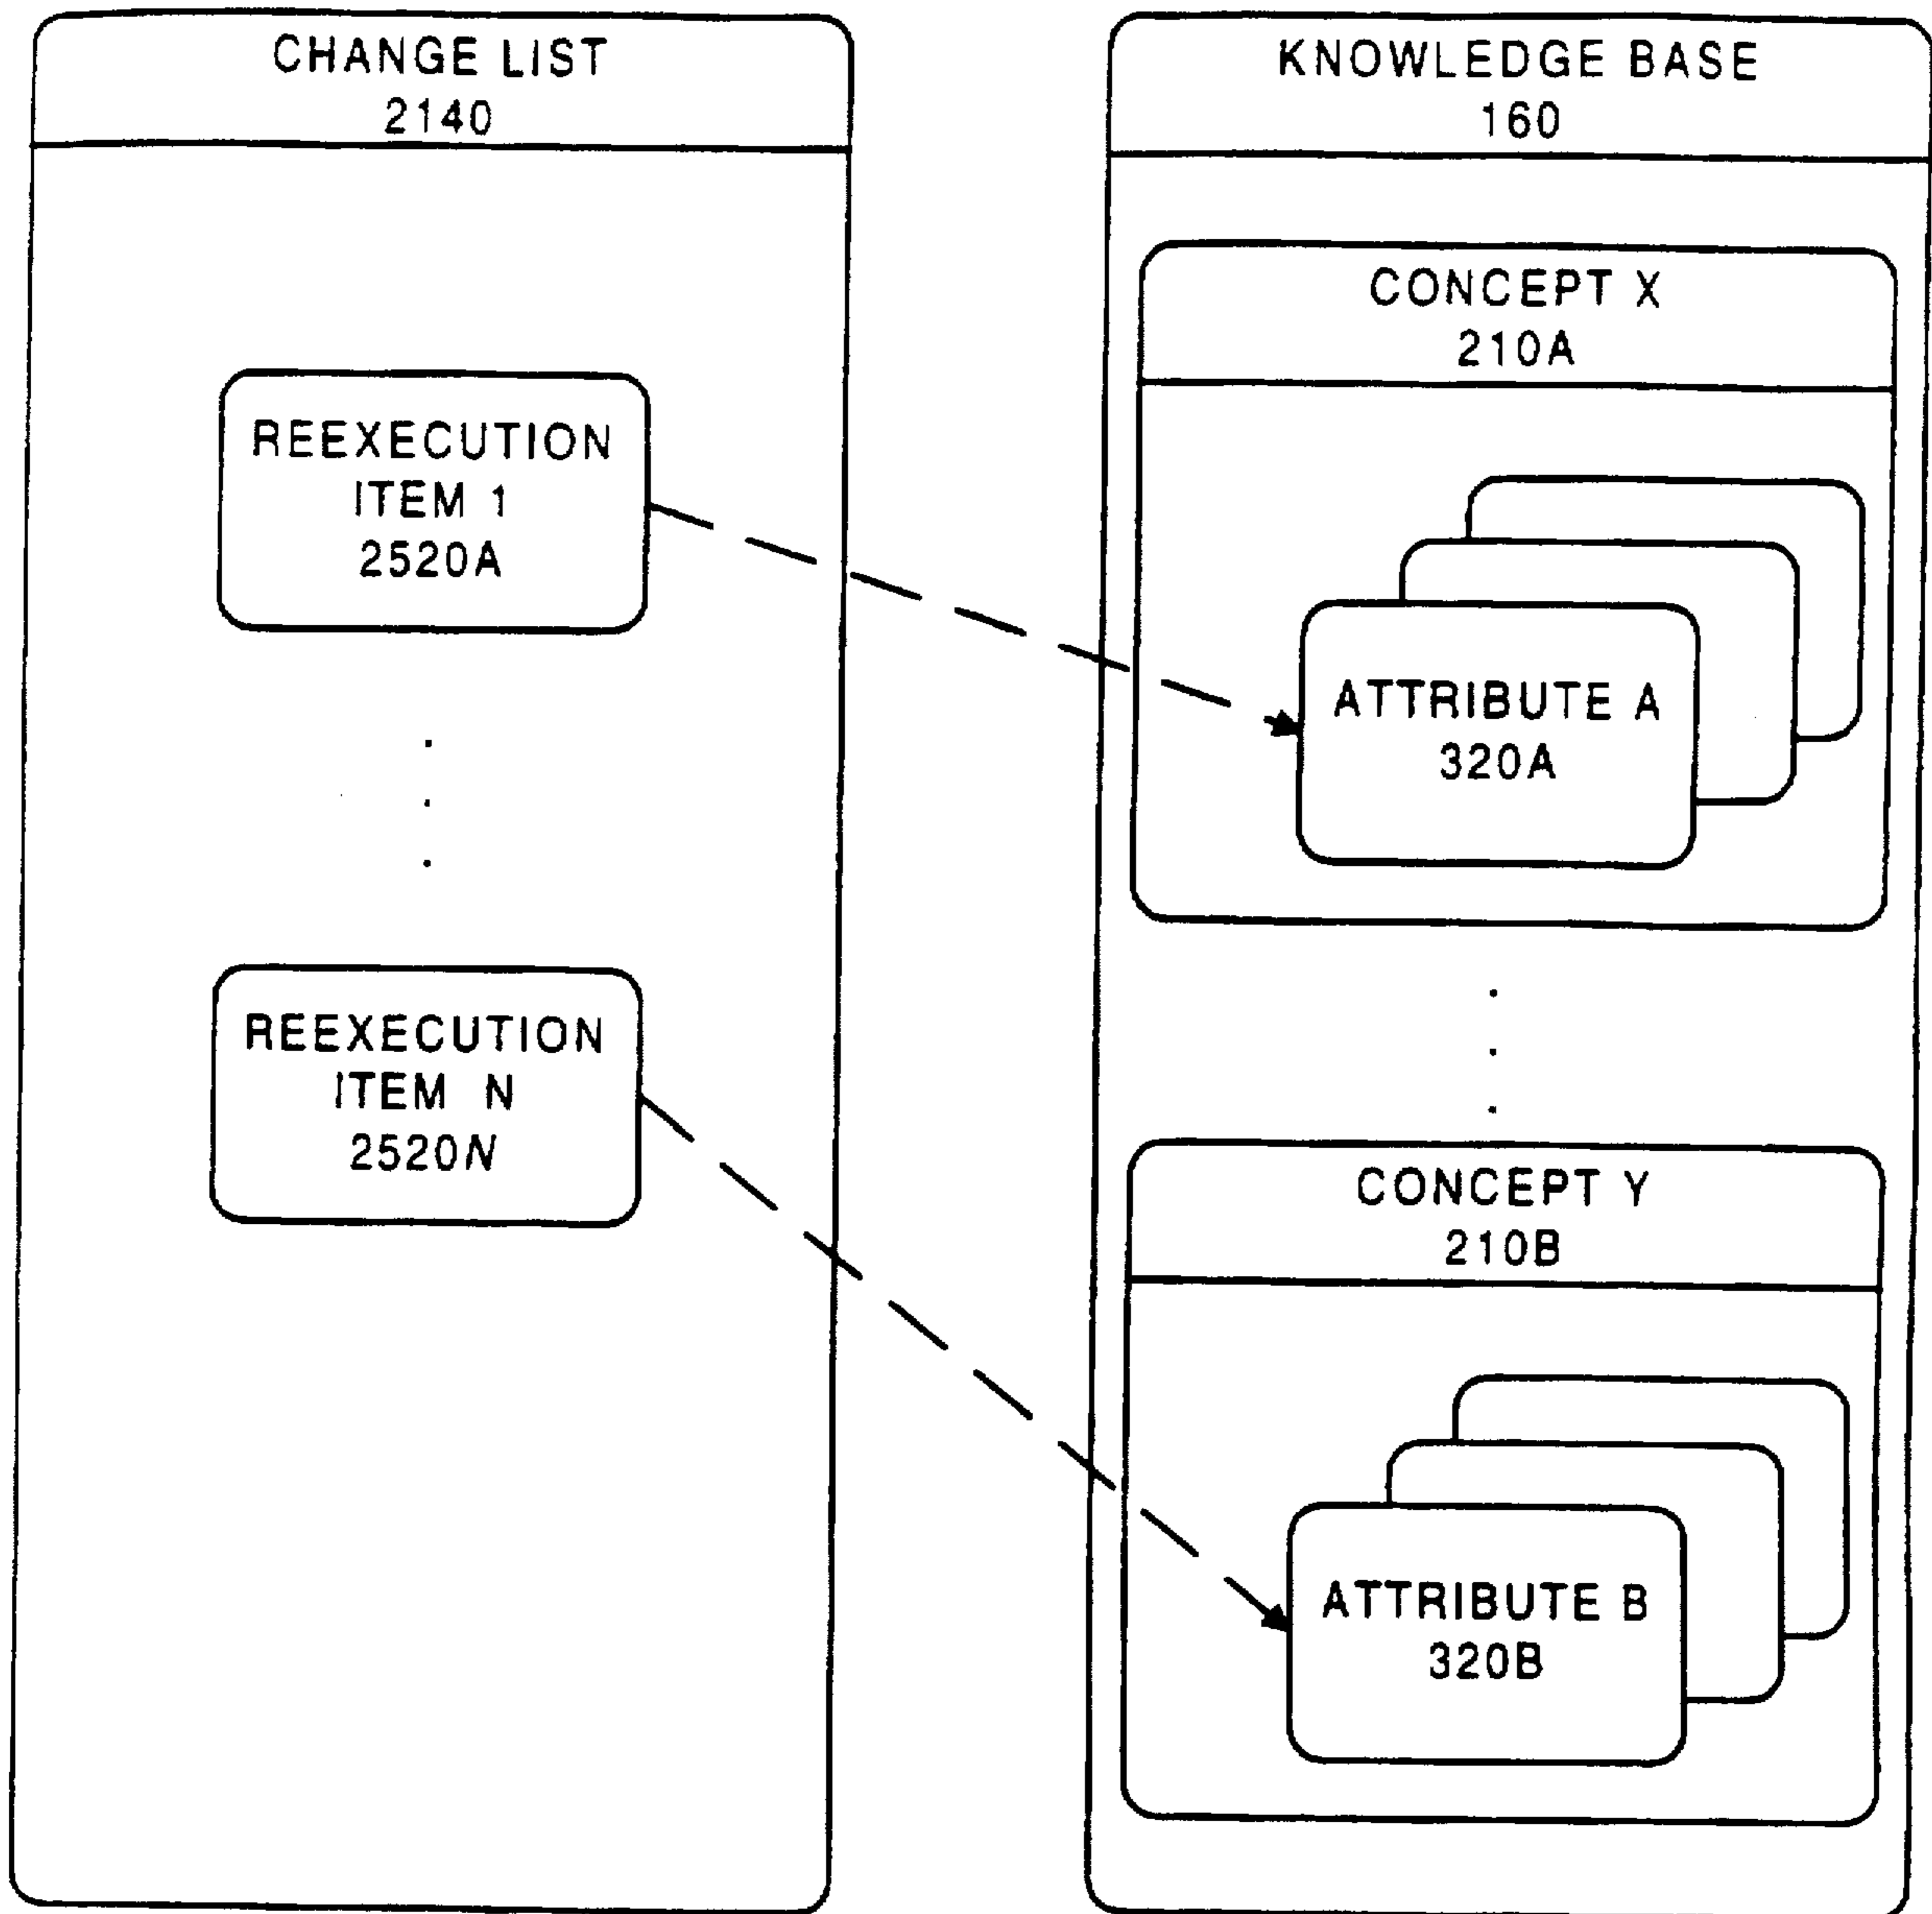 CHANGE LIST
2140
REEXECUTION
ITEM 1
2520A
REEXECUTION
ITEM N
2520N
KNOWLEDGE BASE
160
CONCEPT X
210A
ATTRIBUTE A
320A
CONCEPT Y
210B
ATTRIBUTE B
320B